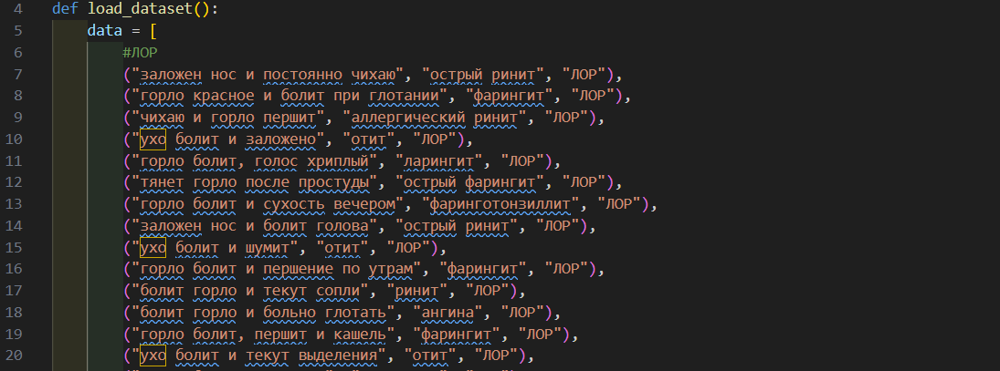 4 def load_dataset():
5 data = [
6 #ЛОР
7 ("заложен нос и постоянно чихаю", "острый ринит", "ЛОР"),
8 ("горло красное и болит при глотании", "фарингит", "ЛОР"),
9 ("чихаю и горло першит", "аллергический ринит", "ЛОР"),
10 ("ухо болит и заложено", "отит", "ЛОР"),
11 ("горло болит, голос хриплый", "ларингит", "ЛОР"),
12 ("тянет горло после простуды", "острый фарингит", "ЛОР"),
13 ("горло болит и сухость вечером", "фаринготонзиллит", "ЛОР"),
14 ("заложен нос и болит голова", "острый ринит", "ЛОР"),
15 ("ухо болит и шумит", "отит", "ЛОР"),
16 ("горло болит и першение по утрам", "фарингит", "ЛОР"),
17 ("болит горло и текут сопли", "ринит", "ЛОР"),
18 ("болит горло и больно глотать", "ангина", "ЛОР"),
19 ("горло болит, першит и кашель", "фарингит", "ЛОР"),
20 ("ухо болит и текут выделения", "отит", "ЛОР"),